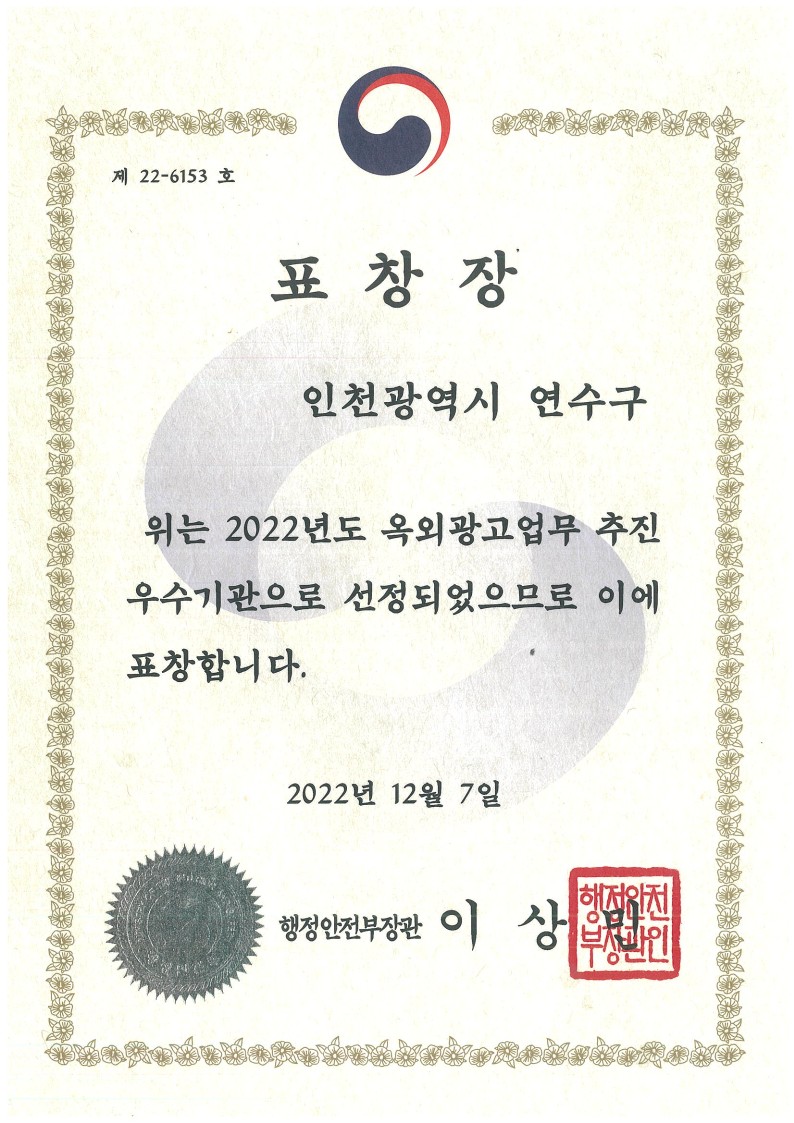 제 22-6153 호
표 창 장
인천광역시 연수구
위는 2022년도 옥외광고업무 추진
우수기관으로 선정되었으므로 이에
표창합니다.
2022년 12월 7일
행정안전부장관 이 상 민
행정안전
부장관인